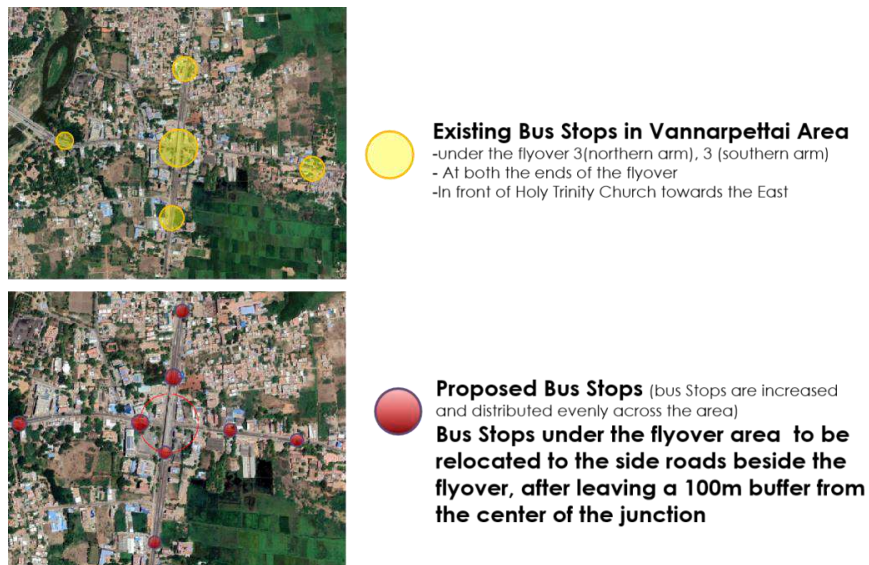 Existing Bus Stops in Vannarpettai Area
-under the flyover 3(northern arm), 3 (southern arm)
- At both the ends of the flyover
-In front of Holy Trinity Church towards the East
Proposed Bus Stops (bus Stops are increased
and distributed evenly across the area)
Bus Stops under the flyover area to be
relocated to the side roads beside the
flyover, after leaving a 100m buffer from
the center of the junction